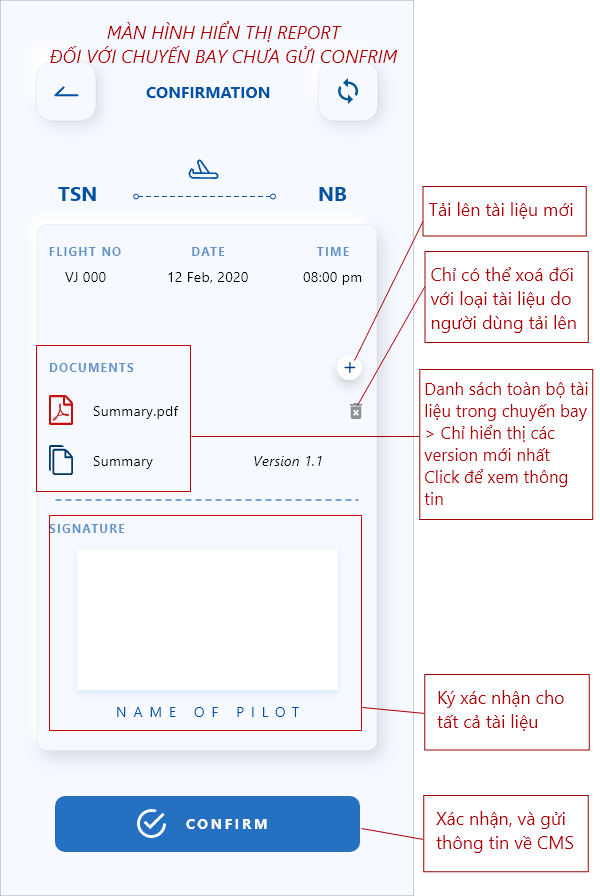 MÀN HÌNH HIỂN THỊ REPORT
ĐỐI VỚI CHUYẾN BAY CHƯA GỬI CONFRIM
CONFIRMATION
TSN
NB
FLIGHT NO
DATE
TIME
VJ 000
12 Feb, 2020
08:00 pm
DOCUMENTS
Summary.pdf
Summary
Version 1.1
SIGNATURE
NAME OF PILOT
CONFIRM
Tải lên tài liệu mới
Chỉ có thể xoá đối
với loại tài liệu do
người dùng tải lên
Danh sách toàn bộ tài
liệu trong chuyến bay
> Chỉ hiển thị các
version mới nhất
Click để xem thông
tin
Ký xác nhận cho
tất cả tài liệu
Xác nhận, và gửi
thông tin về CMS